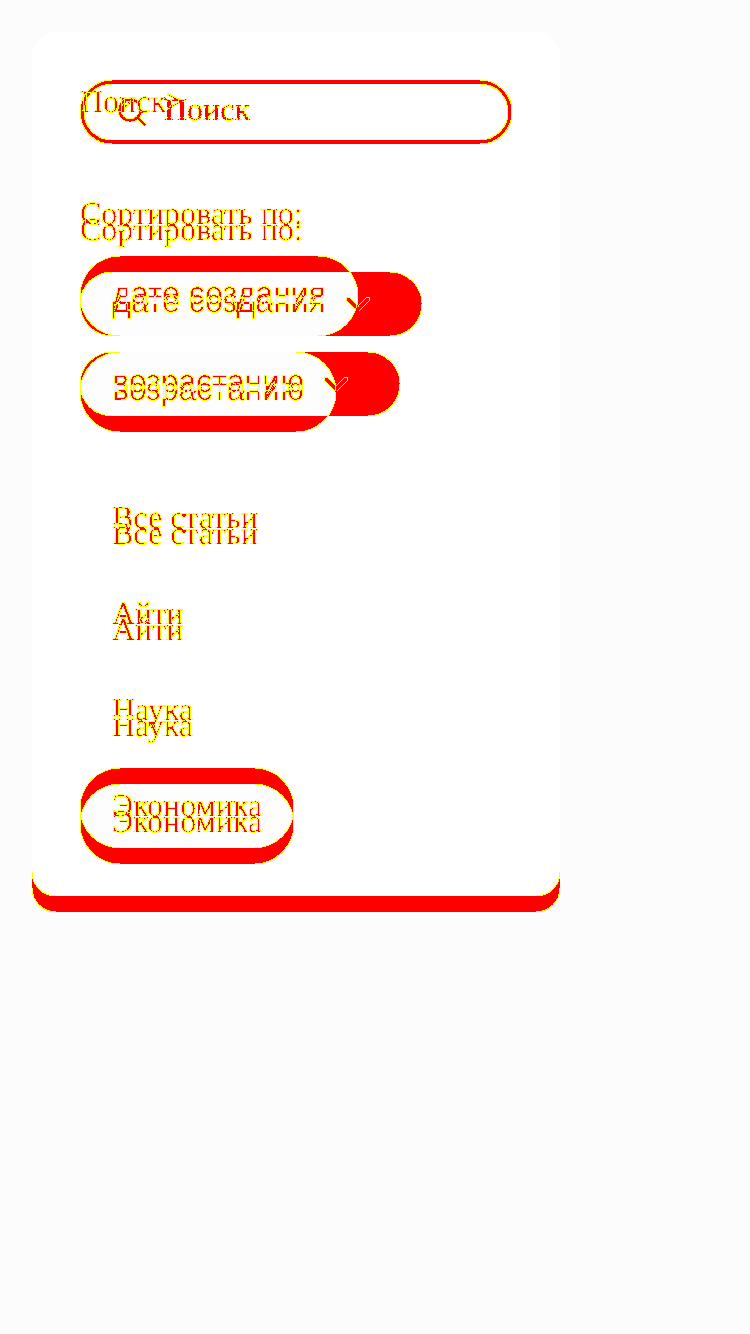 Поиск>
Поиск
Сортировать по:
Сортировать по:
дате создания
дате создания
возрастанию
возрастанию
Все статьи
Все статьи
Айти
Айти
Наука
Наука
Экономика
Экономика